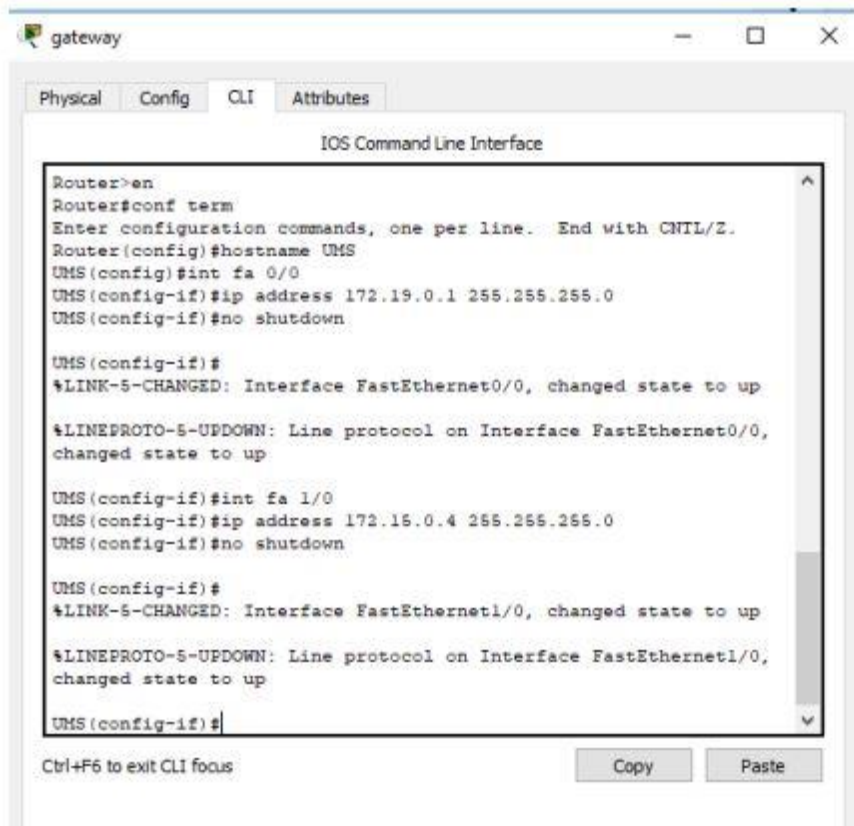 gateway
Physical Config CLI Attributes
IOS Command Line Interface
Router>en
Router#conf term
Enter configuration commands, one per line. End with CNTL/Z.
Router(config)#hostname UMS
UMS(config)#int fa 0/0
UMS(config-if)#ip address 172.19.0.1 255.255.255.0
UMS(config-if)#no shutdown
UMS(config-if)#
%LINK-5-CHANGED: Interface FastEthernet0/0, changed state to up
%LINEPROTO-5-UPDOWN: Line protocol on Interface FastEthernet0/0,
changed state to up
UMS(config-if)#int fa 1/0
UMS(config-if)#ip address 172.15.0.4 255.255.255.0
UMS(config-if)#no shutdown
UMS(config-if)#
%LINK-5-CHANGED: Interface FastEthernet1/0, changed state to up
%LINEPROTO-5-UPDOWN: Line protocol on Interface FastEthernet1/0,
changed state to up
UMS(config-if)#
Ctrl+F6 to exit CLI focus
Copy Paste